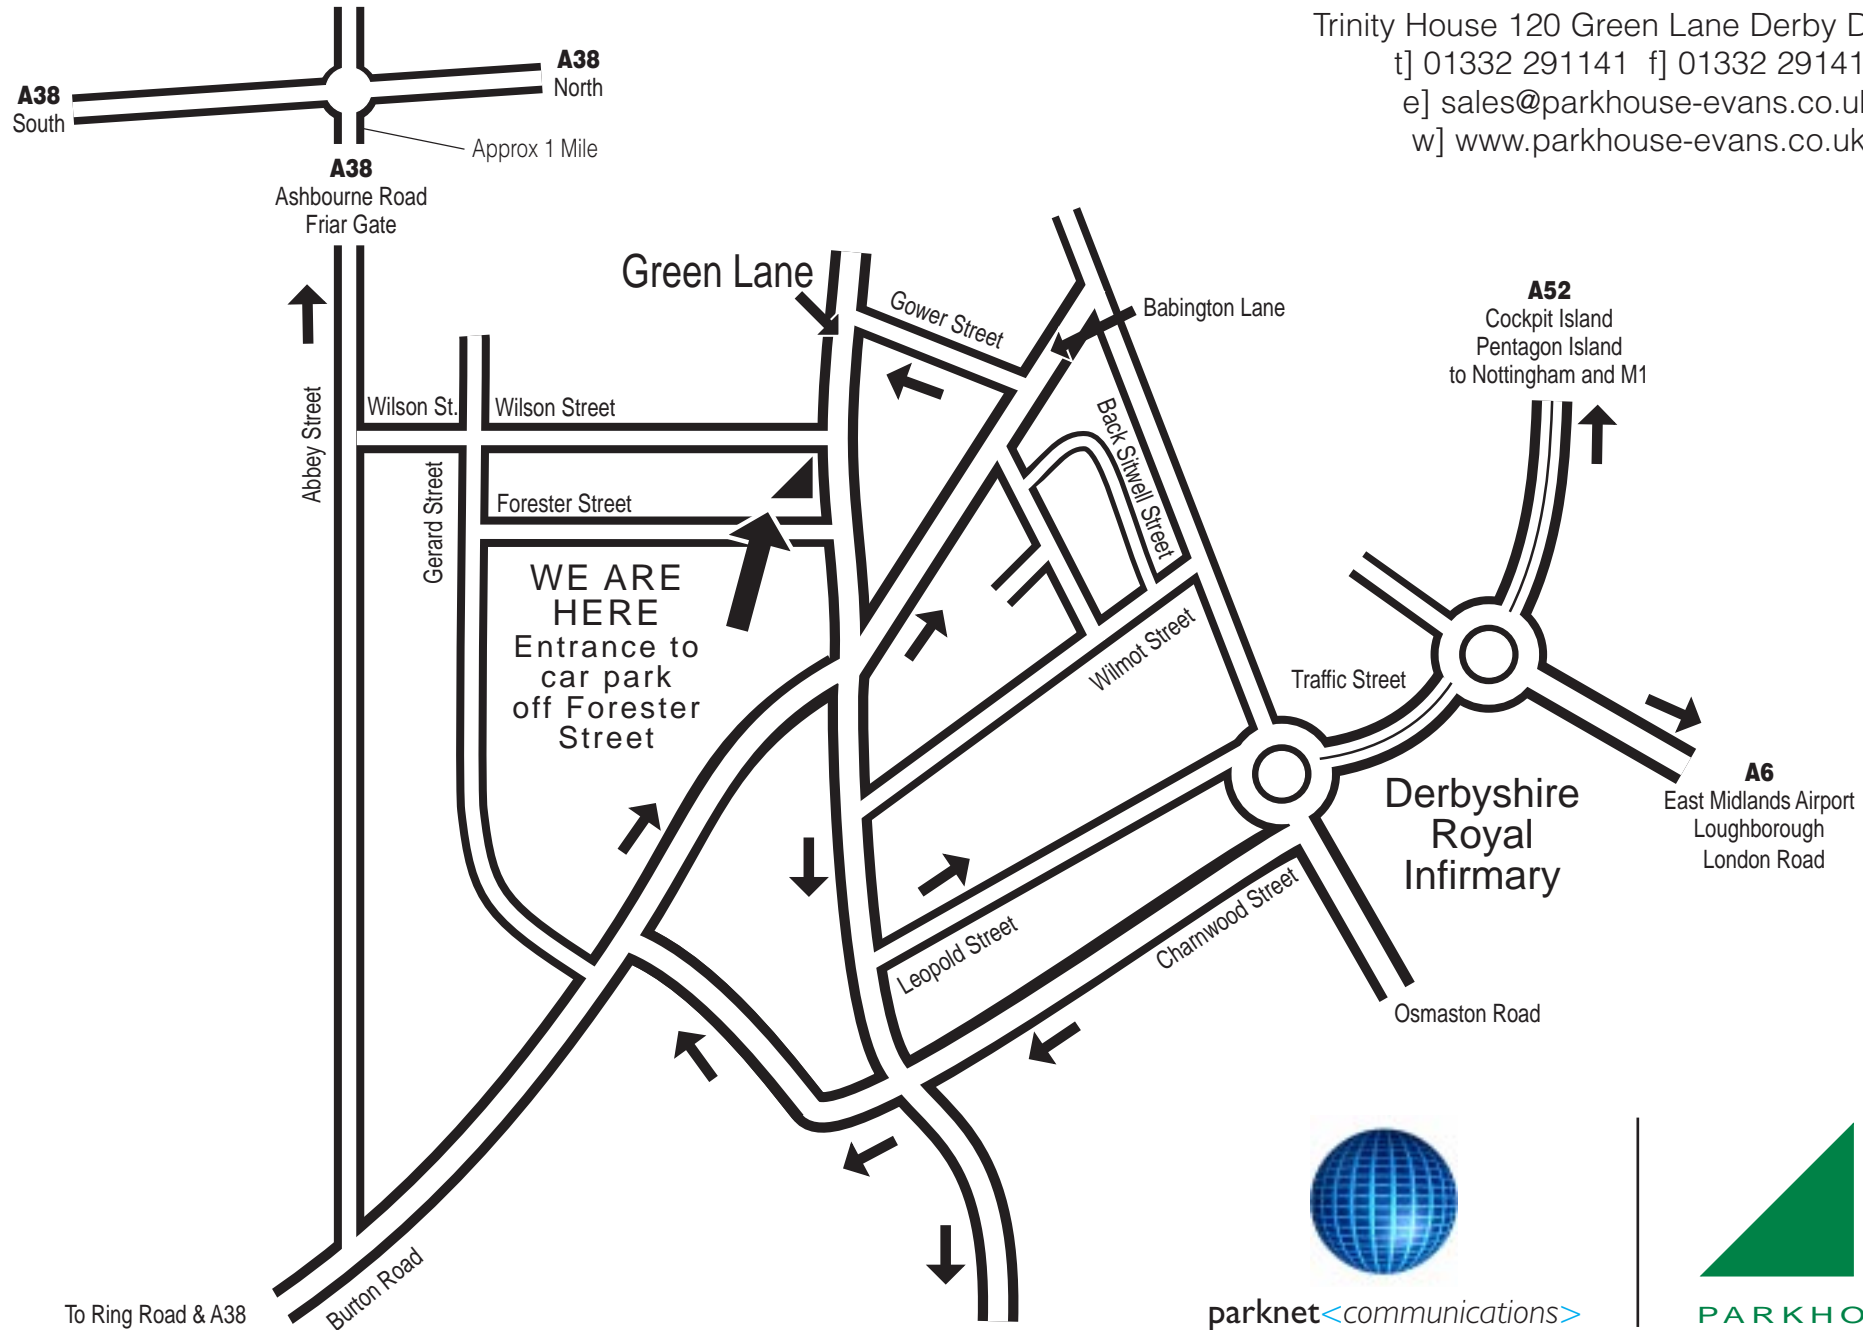 Trinity House 120 Green Lane Derby D
t] 01332 291141 f] 01332 29141
e] sales@parkhouse-evans.co.uk
w] www.parkhouse-evans.co.uk
A38
North
A38
South
Approx 1 Mile
A38
Ashbourne Road
Friar Gate
Green Lane
Gower Street
Babington Lane
A52
Cockpit Island
Pentagon Island
to Nottingham and M1
Abbey Street
Wilson St.
Wilson Street
Back Sitwell Street
Gerard Street
Forester Street
WE ARE
HERE
Entrance to
car park
off Forester
Street
Wilmot Street
Traffic Street
Derbyshire
Royal
Infirmary
A6
East Midlands Airport
Loughborough
London Road
Leopold Street
Charnwood Street
Osmaston Road
Burton Road
To Ring Road & A38
parknet<communications>
PARKHO